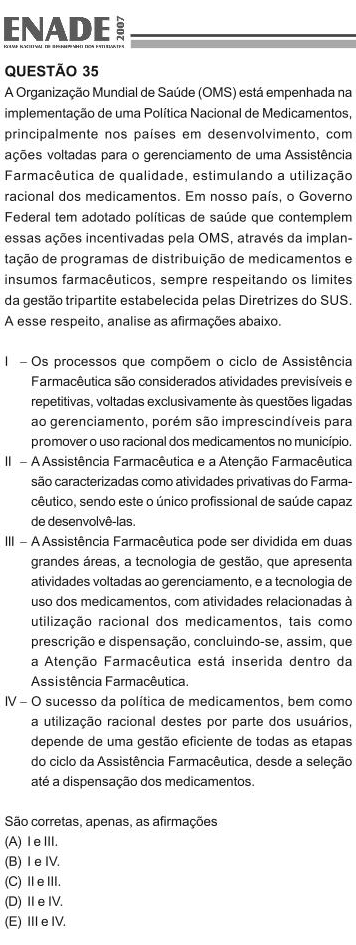 ENADE 2007
EXAME NACIONAL DE DESEMPENHO DOS ESTUDANTES
QUESTÃO 35
A Organização Mundial de Saúde (OMS) está empenhada na
implementação de uma Política Nacional de Medicamentos,
principalmente nos países em desenvolvimento, com
ações voltadas para o gerenciamento de uma Assistência
Farmacêutica de qualidade, estimulando a utilização
racional dos medicamentos. Em nosso país, o Governo
Federal tem adotado políticas de saúde que contemplem
essas ações incentivadas pela OMS, através da implan-
tação de programas de distribuição de medicamentos e
insumos farmacêuticos, sempre respeitando os limites
da gestão tripartite estabelecida pelas Diretrizes do SUS.
A esse respeito, analise as afirmações abaixo.
I – Os processos que compõem o ciclo de Assistência
Farmacêutica são considerados atividades previsíveis e
repetitivas, voltadas exclusivamente às questões ligadas
ao gerenciamento, porém são imprescindíveis para
promover o uso racional dos medicamentos no município.
II – A Assistência Farmacêutica e a Atenção Farmacêutica
são caracterizadas como atividades privativas do Farma-
cêutico, sendo este o único profissional de saúde capaz
de desenvolvê-las.
III – A Assistência Farmacêutica pode ser dividida em duas
grandes áreas, a tecnologia de gestão, que apresenta
atividades voltadas ao gerenciamento, e a tecnologia de
uso dos medicamentos, com atividades relacionadas à
utilização racional dos medicamentos, tais como
prescrição e dispensação, concluindo-se, assim, que
a Atenção Farmacêutica está inserida dentro da
Assistência Farmacêutica.
IV – O sucesso da política de medicamentos, bem como
a utilização racional destes por parte dos usuários,
depende de uma gestão eficiente de todas as etapas
do ciclo da Assistência Farmacêutica, desde a seleção
até a dispensação dos medicamentos.
São corretas, apenas, as afirmações
(A) I e III.
(B) I e IV.
(C) II e III.
(D) II e IV.
(E) III e IV.